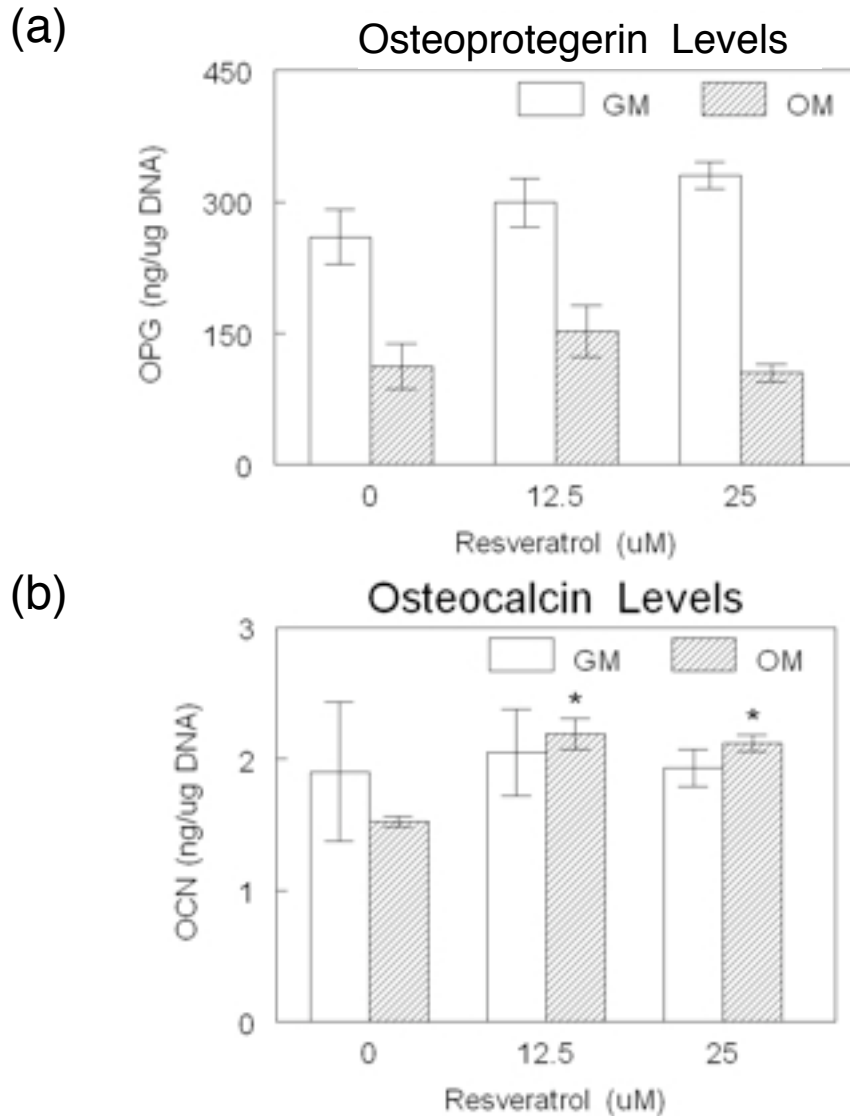 (a)
Osteoprotegerin Levels
450
GM
OM
300
150
0
OPG (ng/ug DNA)
0
12.5
25
Resveratrol (uM)
(b)
Osteocalcin Levels
3
GM
OM
*
*
2
1
0
OCN (ng/ug DNA)
0
12.5
25
Resveratrol (uM)